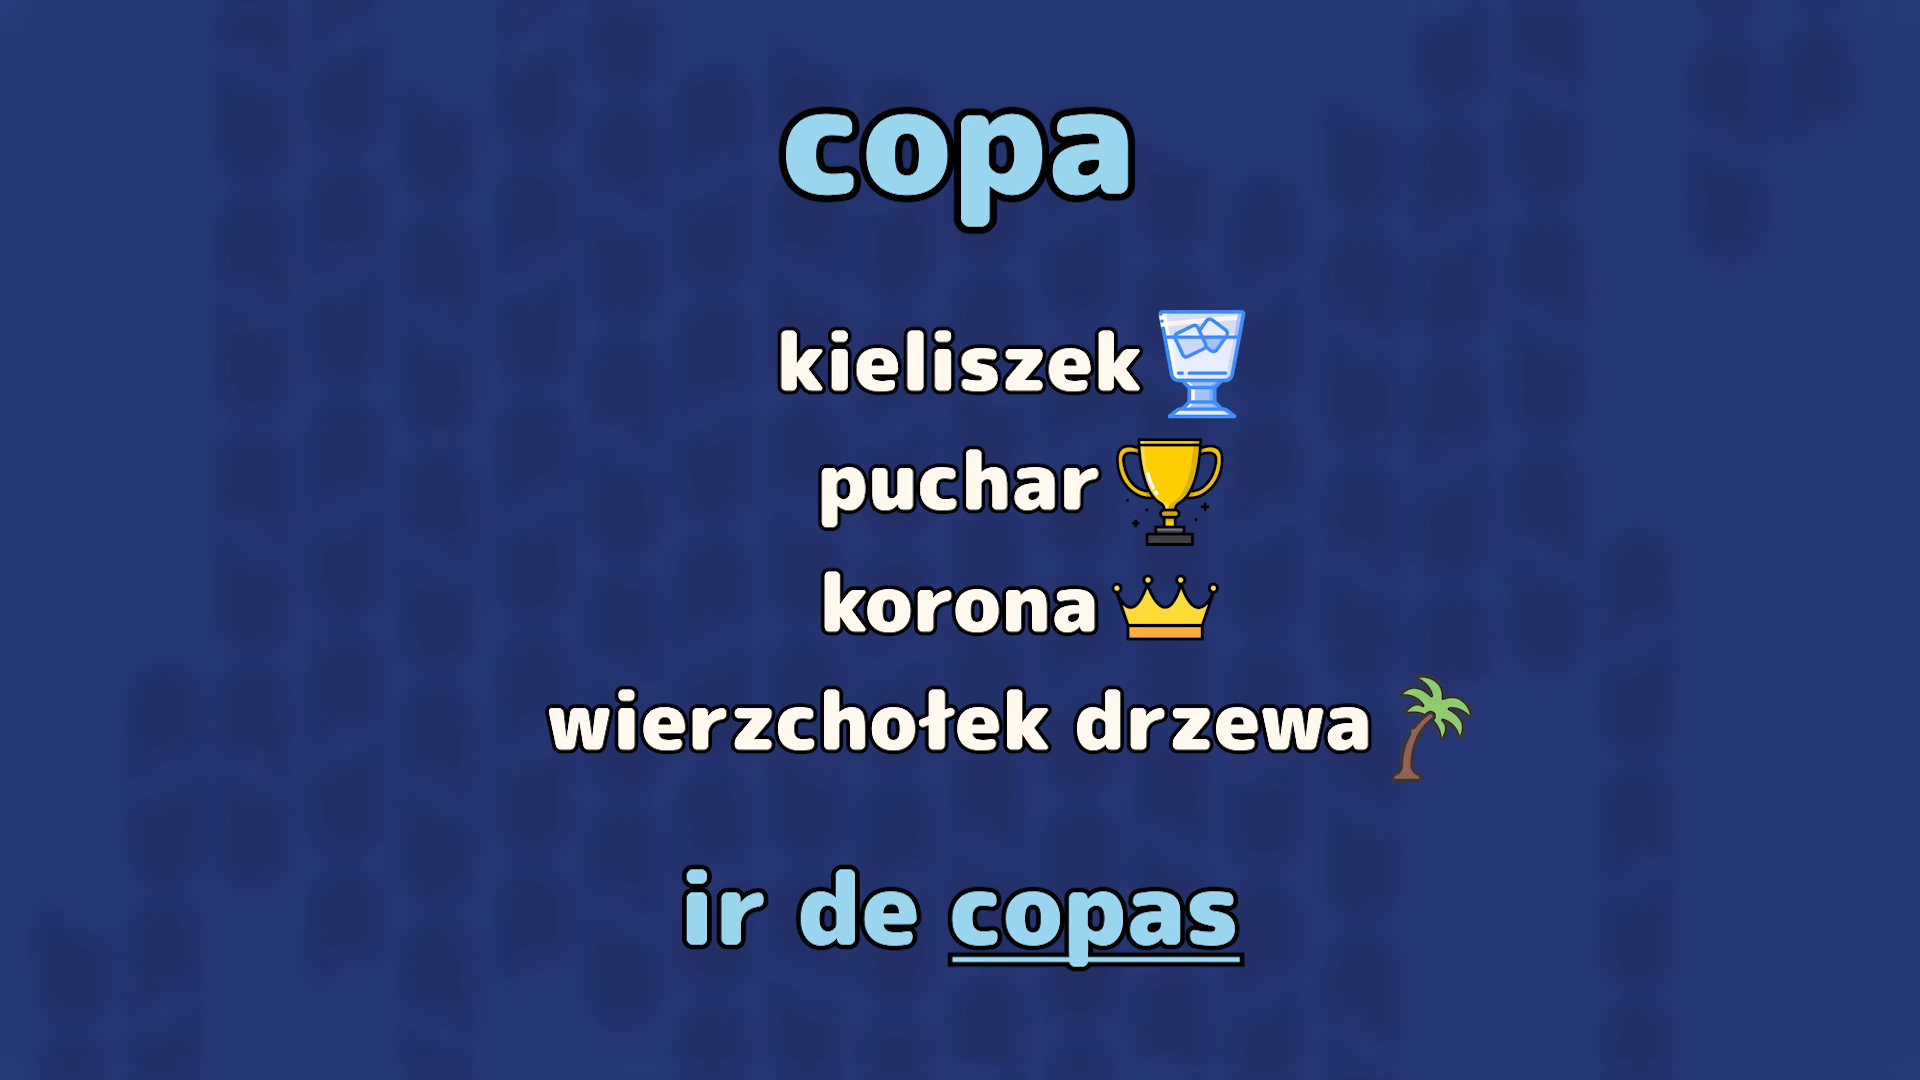 copa
kieliszek
puchar
korona
wierzchołek drzewa
ir de copas